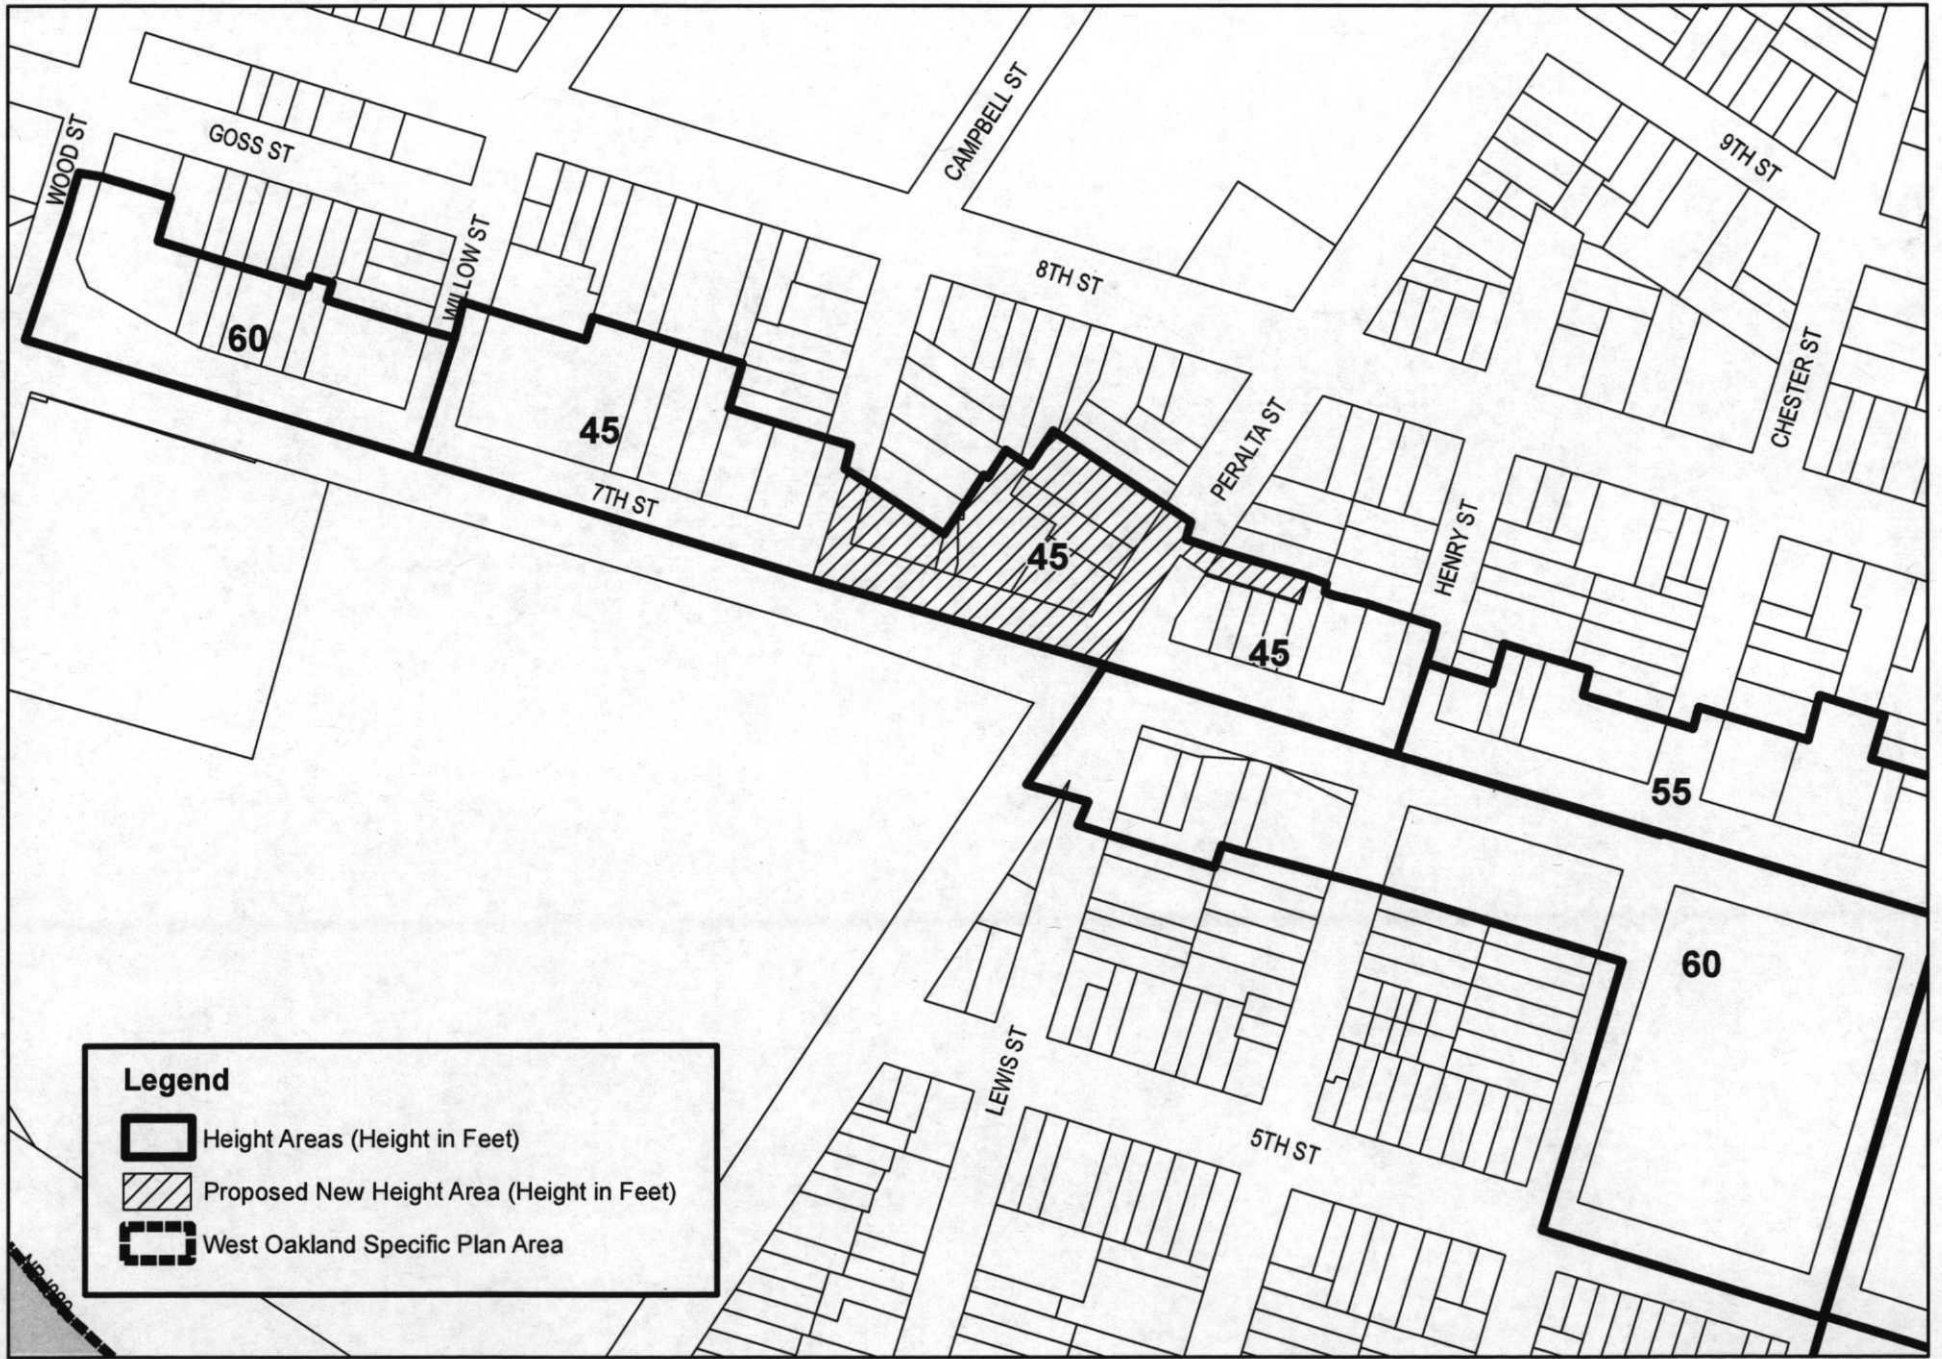 WOOD ST
GOSS ST
WILLOW ST
CAMPBELL ST
8TH ST
9TH ST
CHESTER ST
PERALTA ST
HENRY ST
7TH ST
LEWIS ST
5TH ST
60
45
45
45
55
60
Legend
Height Areas (Height in Feet)
Proposed New Height Area (Height in Feet)
West Oakland Specific Plan Area